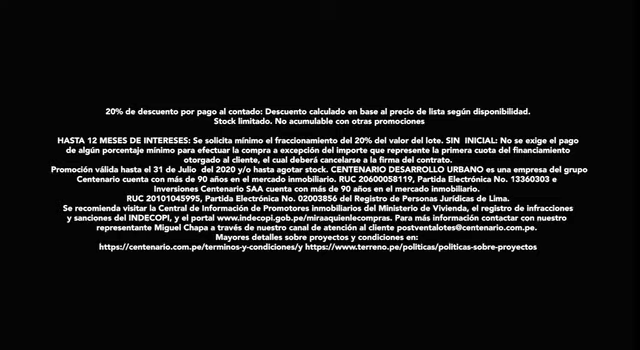 20% de descuento por pago al contado: Descuento calculado en base al precio de lista según disponibilidad.
Stock limitado. No acumulable con otras promociones
HASTA 12 MESES DE INTERESES: Se solicita mínimo el fraccionamiento del 20% del valor del lote. SIN INICIAL: No se exige el pago
de algún porcentaje mínimo para efectuar la compra a excepción del importe que represente la primera cuota del financiamiento
otorgado al cliente, el cual deberá cancelarse a la firma del contrato.
Promoción válida hasta el 31 de Julio del 2020 y/o hasta agotar stock. CENTENARIO DESARROLLO URBANO es una empresa del grupo
Centenario cuenta con más de 90 años en el mercado inmobiliario. RUC 20600058119, Partida Electrónica No. 13360303 e
Inversiones Centenario SAA cuenta con más de 90 años en el mercado inmobiliario.
RUC 20101045995, Partida Electrónica No. 02003856 del Registro de Personas Jurídicas de Lima.
Se recomienda visitar la Central de Información de Promotores inmobiliarios del Ministerio de Vivienda, el registro de infracciones
y sanciones del INDECOPI, y el portal www.indecopi.gob.pe/miraaquienlecompras. Para más información contactar con nuestro
representante Miguel Chapa a través de nuestro canal de atención al cliente postventalotes@centenario.com.pe.
Mayores detalles sobre proyectos y condiciones en:
https://centenario.com.pe/terminos-y-condiciones/y https://www.terreno.pe/politicas/politicas-sobre-proyectos